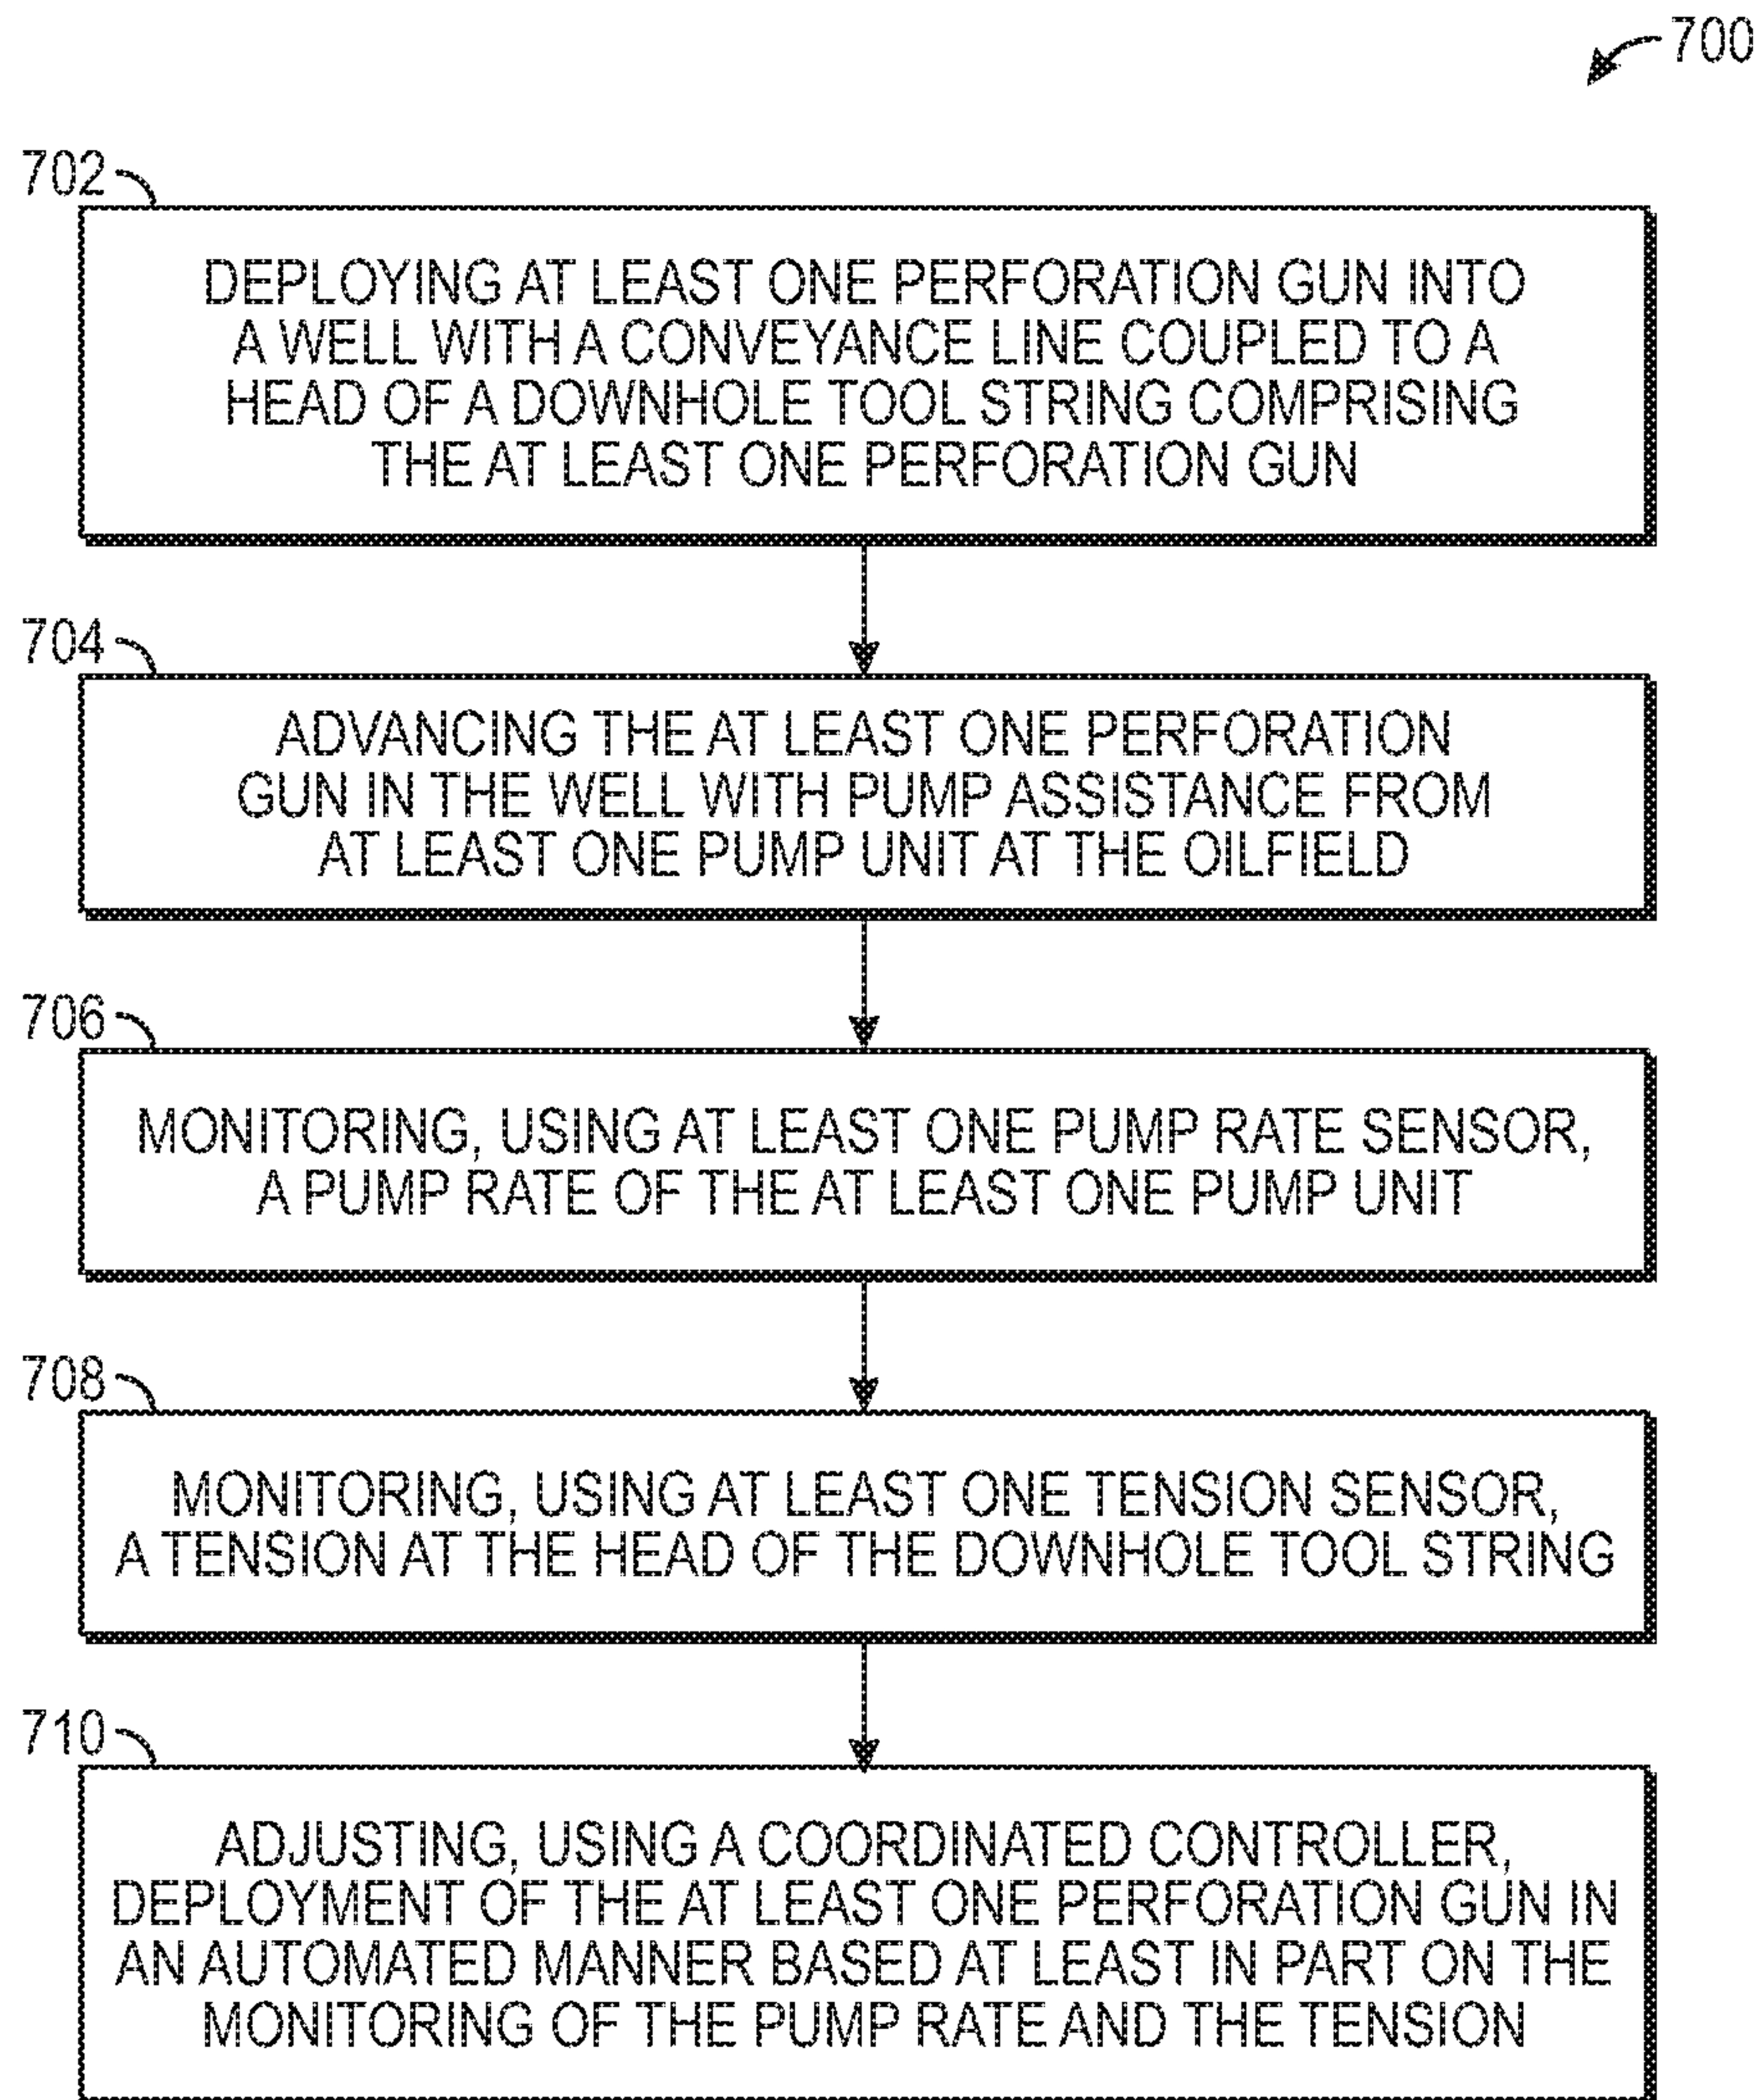 700
702
DEPLOYING AT LEAST ONE PERFORATION GUN INTO
A WELL WITH A CONVEYANCE LINE COUPLED TO A
HEAD OF A DOWNHOLE TOOL STRING COMPRISING
THE AT LEAST ONE PERFORATION GUN
704
ADVANCING THE AT LEAST ONE PERFORATION
GUN IN THE WELL WITH PUMP ASSISTANCE FROM
AT LEAST ONE PUMP UNIT AT THE OILFIELD
706
MONITORING, USING AT LEAST ONE PUMP RATE SENSOR,
A PUMP RATE OF THE AT LEAST ONE PUMP UNIT
708
MONITORING, USING AT LEAST ONE TENSION SENSOR,
A TENSION AT THE HEAD OF THE DOWNHOLE TOOL STRING
710
ADJUSTING, USING A COORDINATED CONTROLLER,
DEPLOYMENT OF THE AT LEAST ONE PERFORATION GUN IN
AN AUTOMATED MANNER BASED AT LEAST IN PART ON THE
MONITORING OF THE PUMP RATE AND THE TENSION